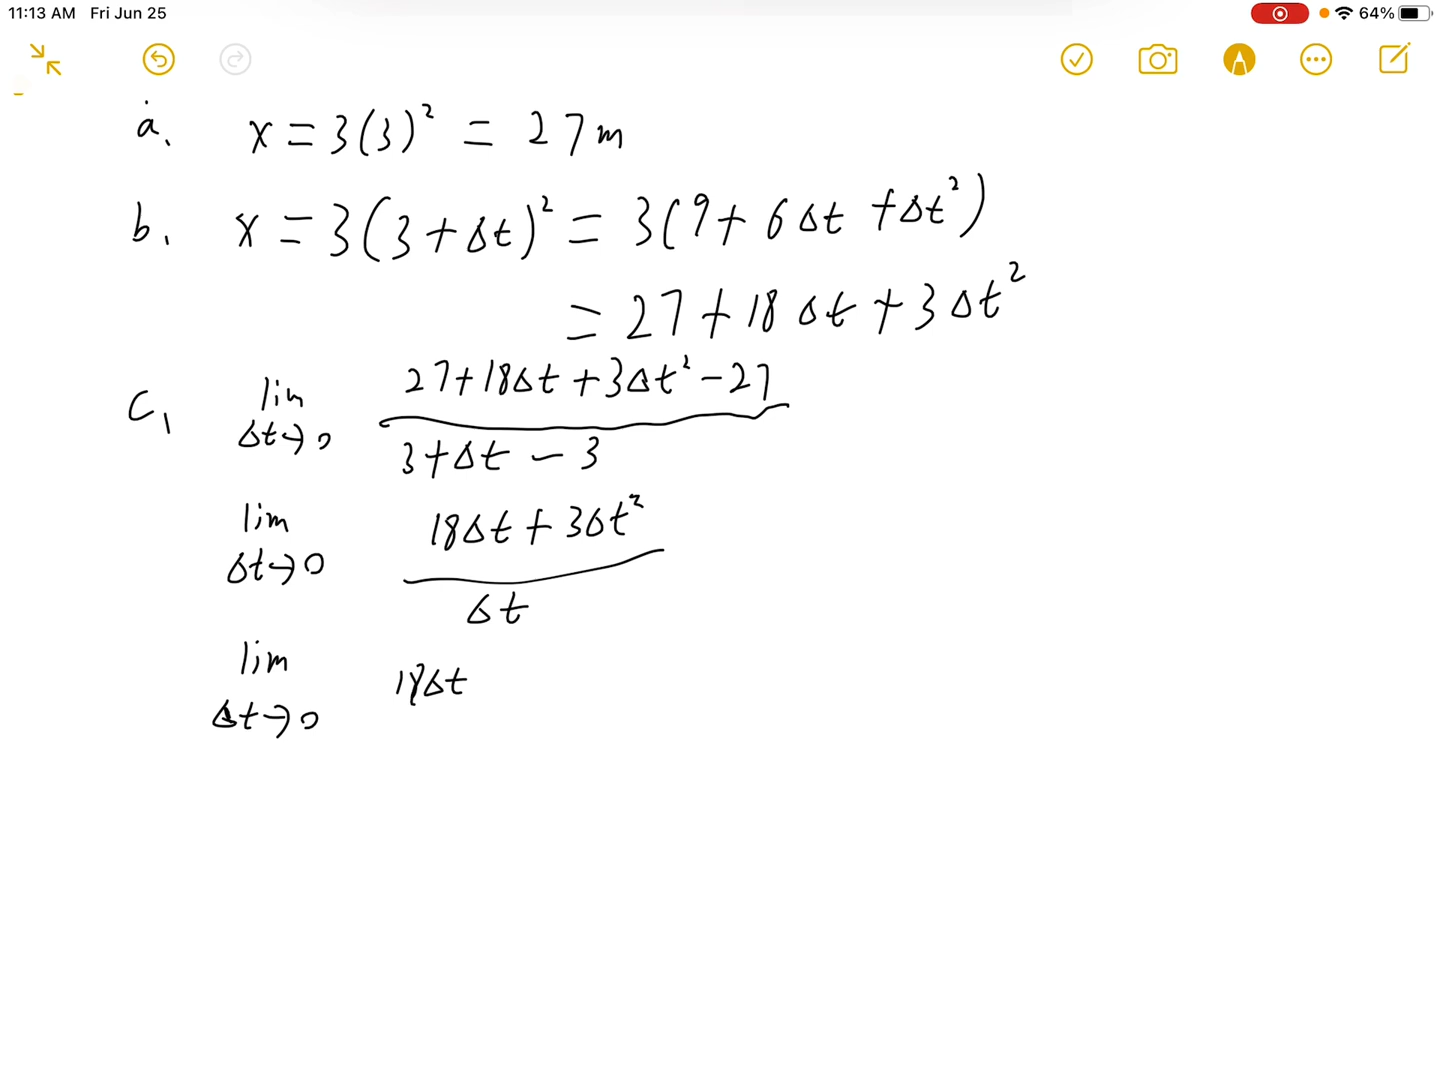 11:13 AM Fri Jun 25 64%
a. x = 3(3)² = 27m
b. x = 3(3+Δt)² = 3(9+6Δt+Δt²)
= 27+18Δt+3Δt²
c. lim Δt→0 (27+18Δt+3Δt²-27)/(3+Δt-3)
lim Δt→0 (18Δt+3Δt²)/Δt
lim Δt→0 18Δt